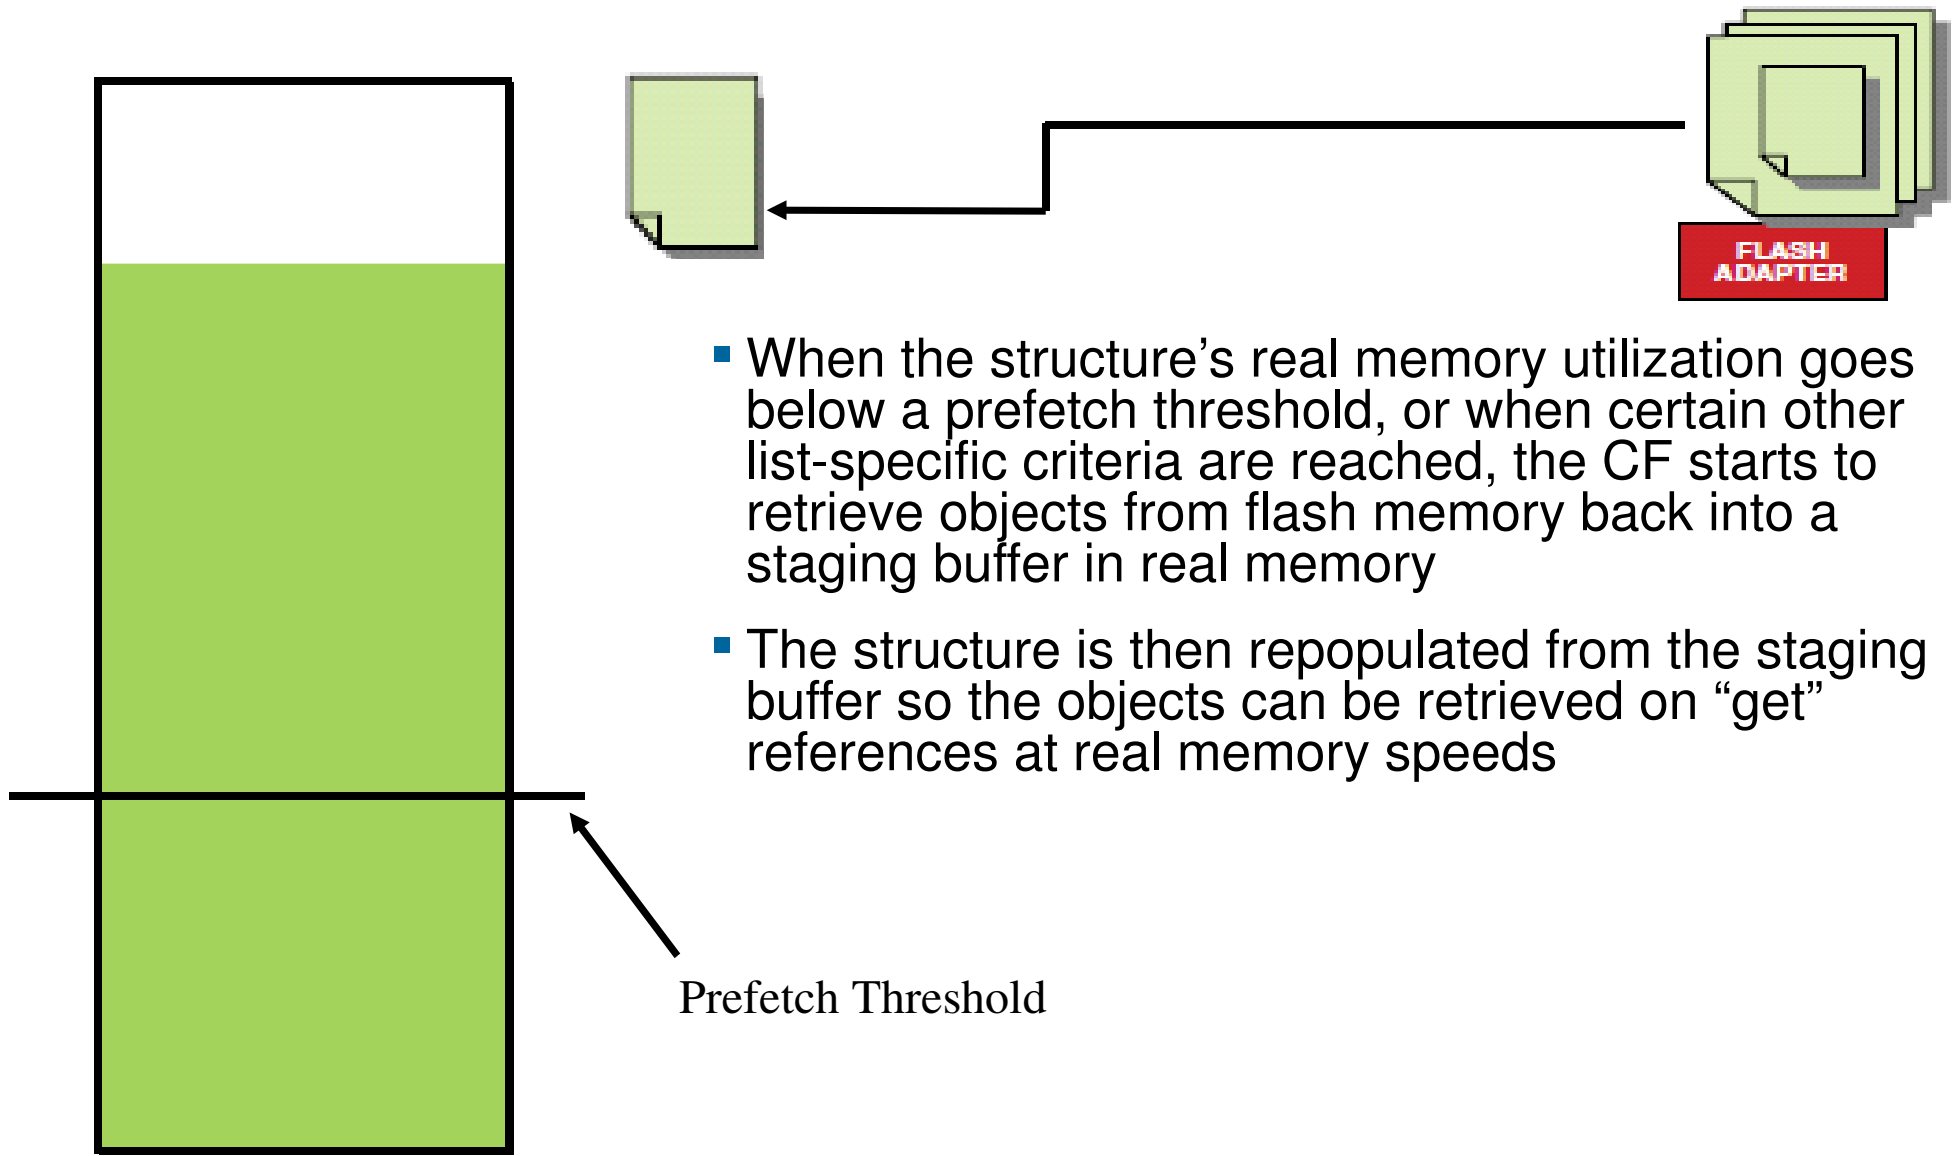 FLASH
ADAPTER
When the structure’s real memory utilization goes
below a prefetch threshold, or when certain other
list-specific criteria are reached, the CF starts to
retrieve objects from flash memory back into a
staging buffer in real memory
The structure is then repopulated from the staging
buffer so the objects can be retrieved on “get”
references at real memory speeds
Prefetch Threshold